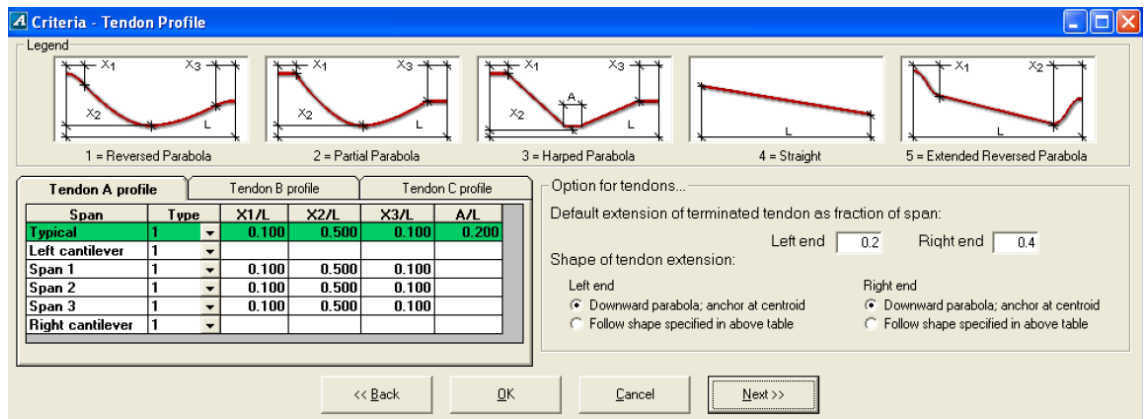 Criteria - Tendon Profile
Legend
X1 X3 X2 L
X1 X3 X2 L
X1 X3 A X2 L
L
X1 X2 L
1 = Reversed Parabola 2 = Partial Parabola 3 = Harped Parabola 4 = Straight 5 = Extended Reversed Parabola
Tendon A profile Tendon B profile Tendon C profile
Span Type X1/L X2/L X3/L A/L
Typical 1 0.100 0.500 0.100 0.200
Left cantilever 1
Span 1 1 0.100 0.500 0.100
Span 2 1 0.100 0.500 0.100
Span 3 1 0.100 0.500 0.100
Right cantilever 1
Option for tendons...
Default extension of terminated tendon as fraction of span:
Left end 0.2 Right end 0.4
Shape of tendon extension:
Left end Right end
Downward parabola; anchor at centroid Downward parabola; anchor at centroid
Follow shape specified in above table Follow shape specified in above table
<< Back OK Cancel Next >>